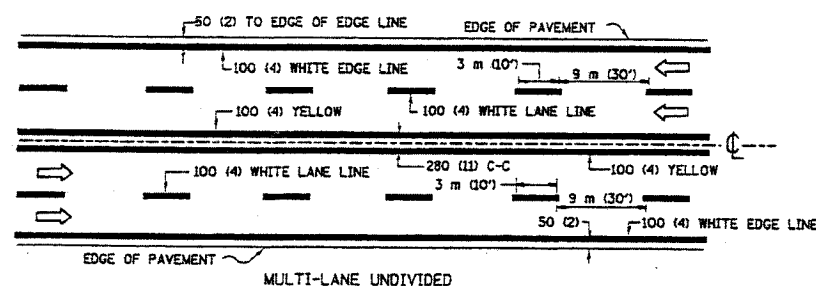 50 (2) TO EDGE OF EDGE LINE
EDGE OF PAVEMENT
100 (4) WHITE EDGE LINE
3 m (10')
9 m (30')
100 (4) YELLOW
100 (4) WHITE LANE LINE
℄
100 (4) WHITE LANE LINE
280 (11) C-C
100 (4) YELLOW
3 m (10')
9 m (30')
50 (2)
100 (4) WHITE EDGE LINE
EDGE OF PAVEMENT
MULTI-LANE UNDIVIDED